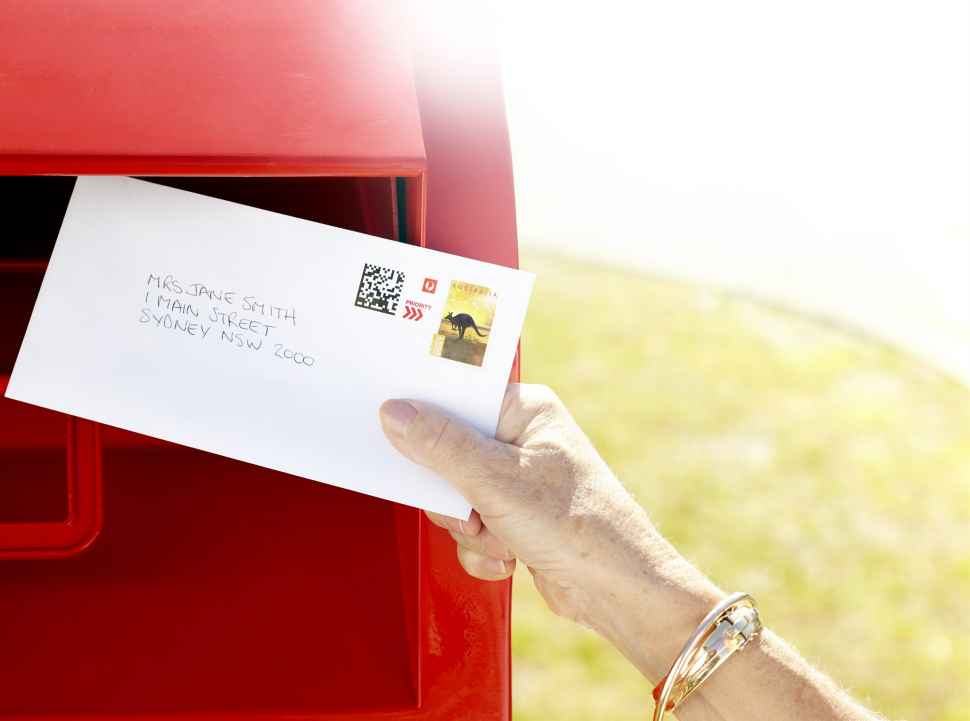 MRS JANE SMITH
1 MAIN STREET
SYDNEY NSW 2000
PRIORITY
AUSTRALIA